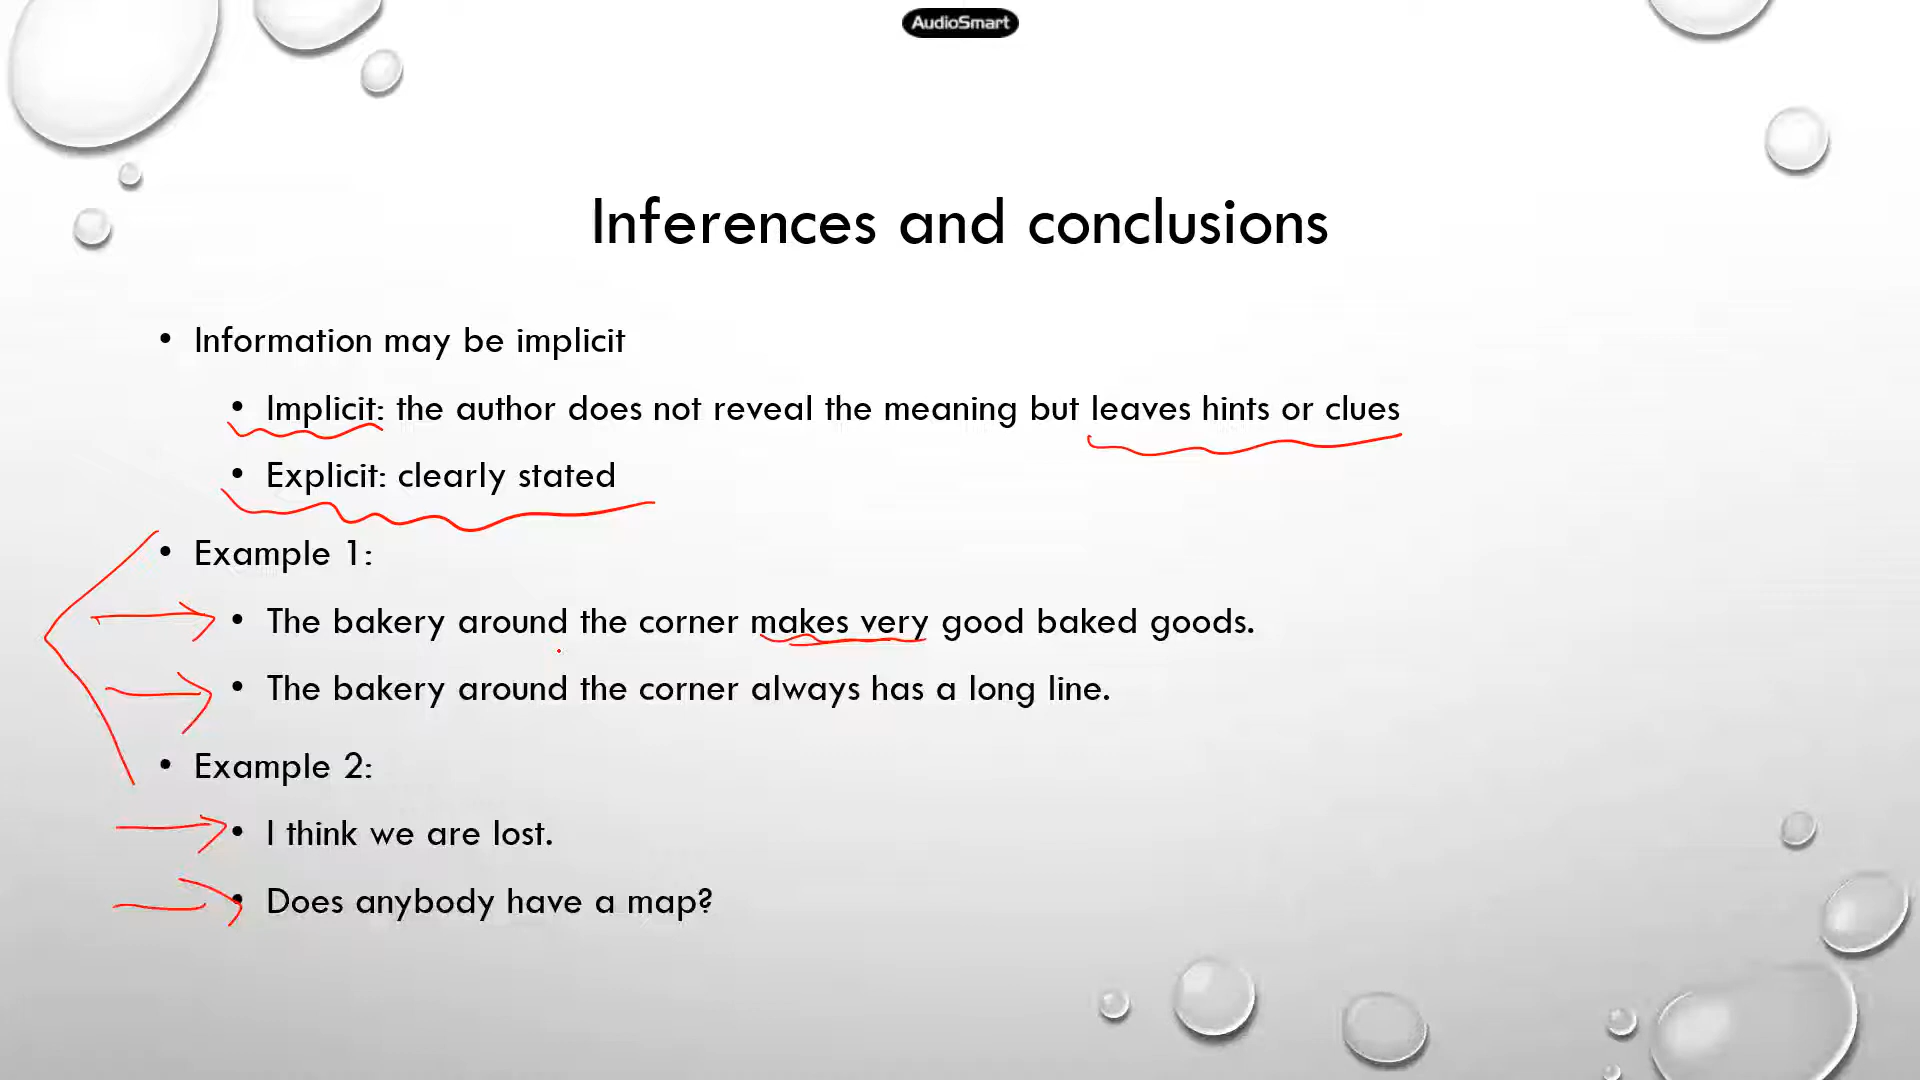 AudioSmart
Inferences and conclusions
• Information may be implicit
• Implicit: the author does not reveal the meaning but leaves hints or clues
• Explicit: clearly stated
• Example 1:
• The bakery around the corner makes very good baked goods.
• The bakery around the corner always has a long line.
• Example 2:
• I think we are lost.
• Does anybody have a map?